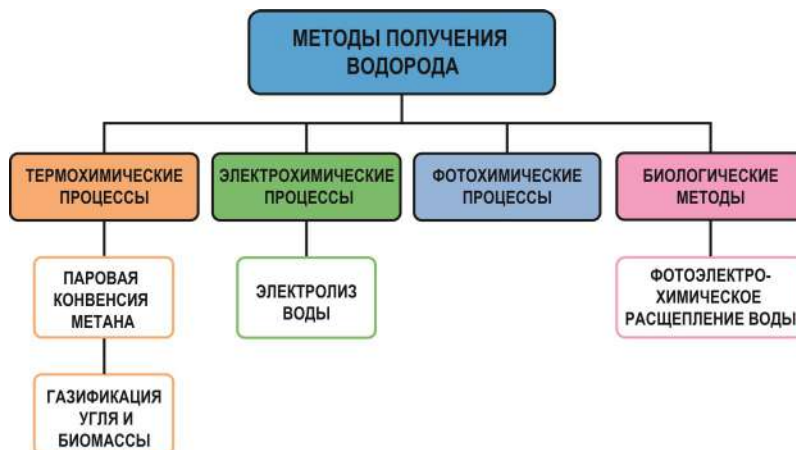 МЕТОДЫ ПОЛУЧЕНИЯ
ВОДОРОДА
ТЕРМОХИМИЧЕСКИЕ
ПРОЦЕССЫ
ЭЛЕКТРОХИМИЧЕСКИЕ
ПРОЦЕССЫ
ФОТОХИМИЧЕСКИЕ
ПРОЦЕССЫ
БИОЛОГИЧЕСКИЕ
МЕТОДЫ
ПАРОВАЯ
КОНВЕНСИЯ
МЕТАНА
ЭЛЕКТРОЛИЗ
ВОДЫ
ФОТОЭЛЕКТРО-
ХИМИЧЕСКОЕ
РАСЩЕПЛЕНИЕ ВОДЫ
ГАЗИФИКАЦИЯ
УГЛЯ И
БИОМАССЫ